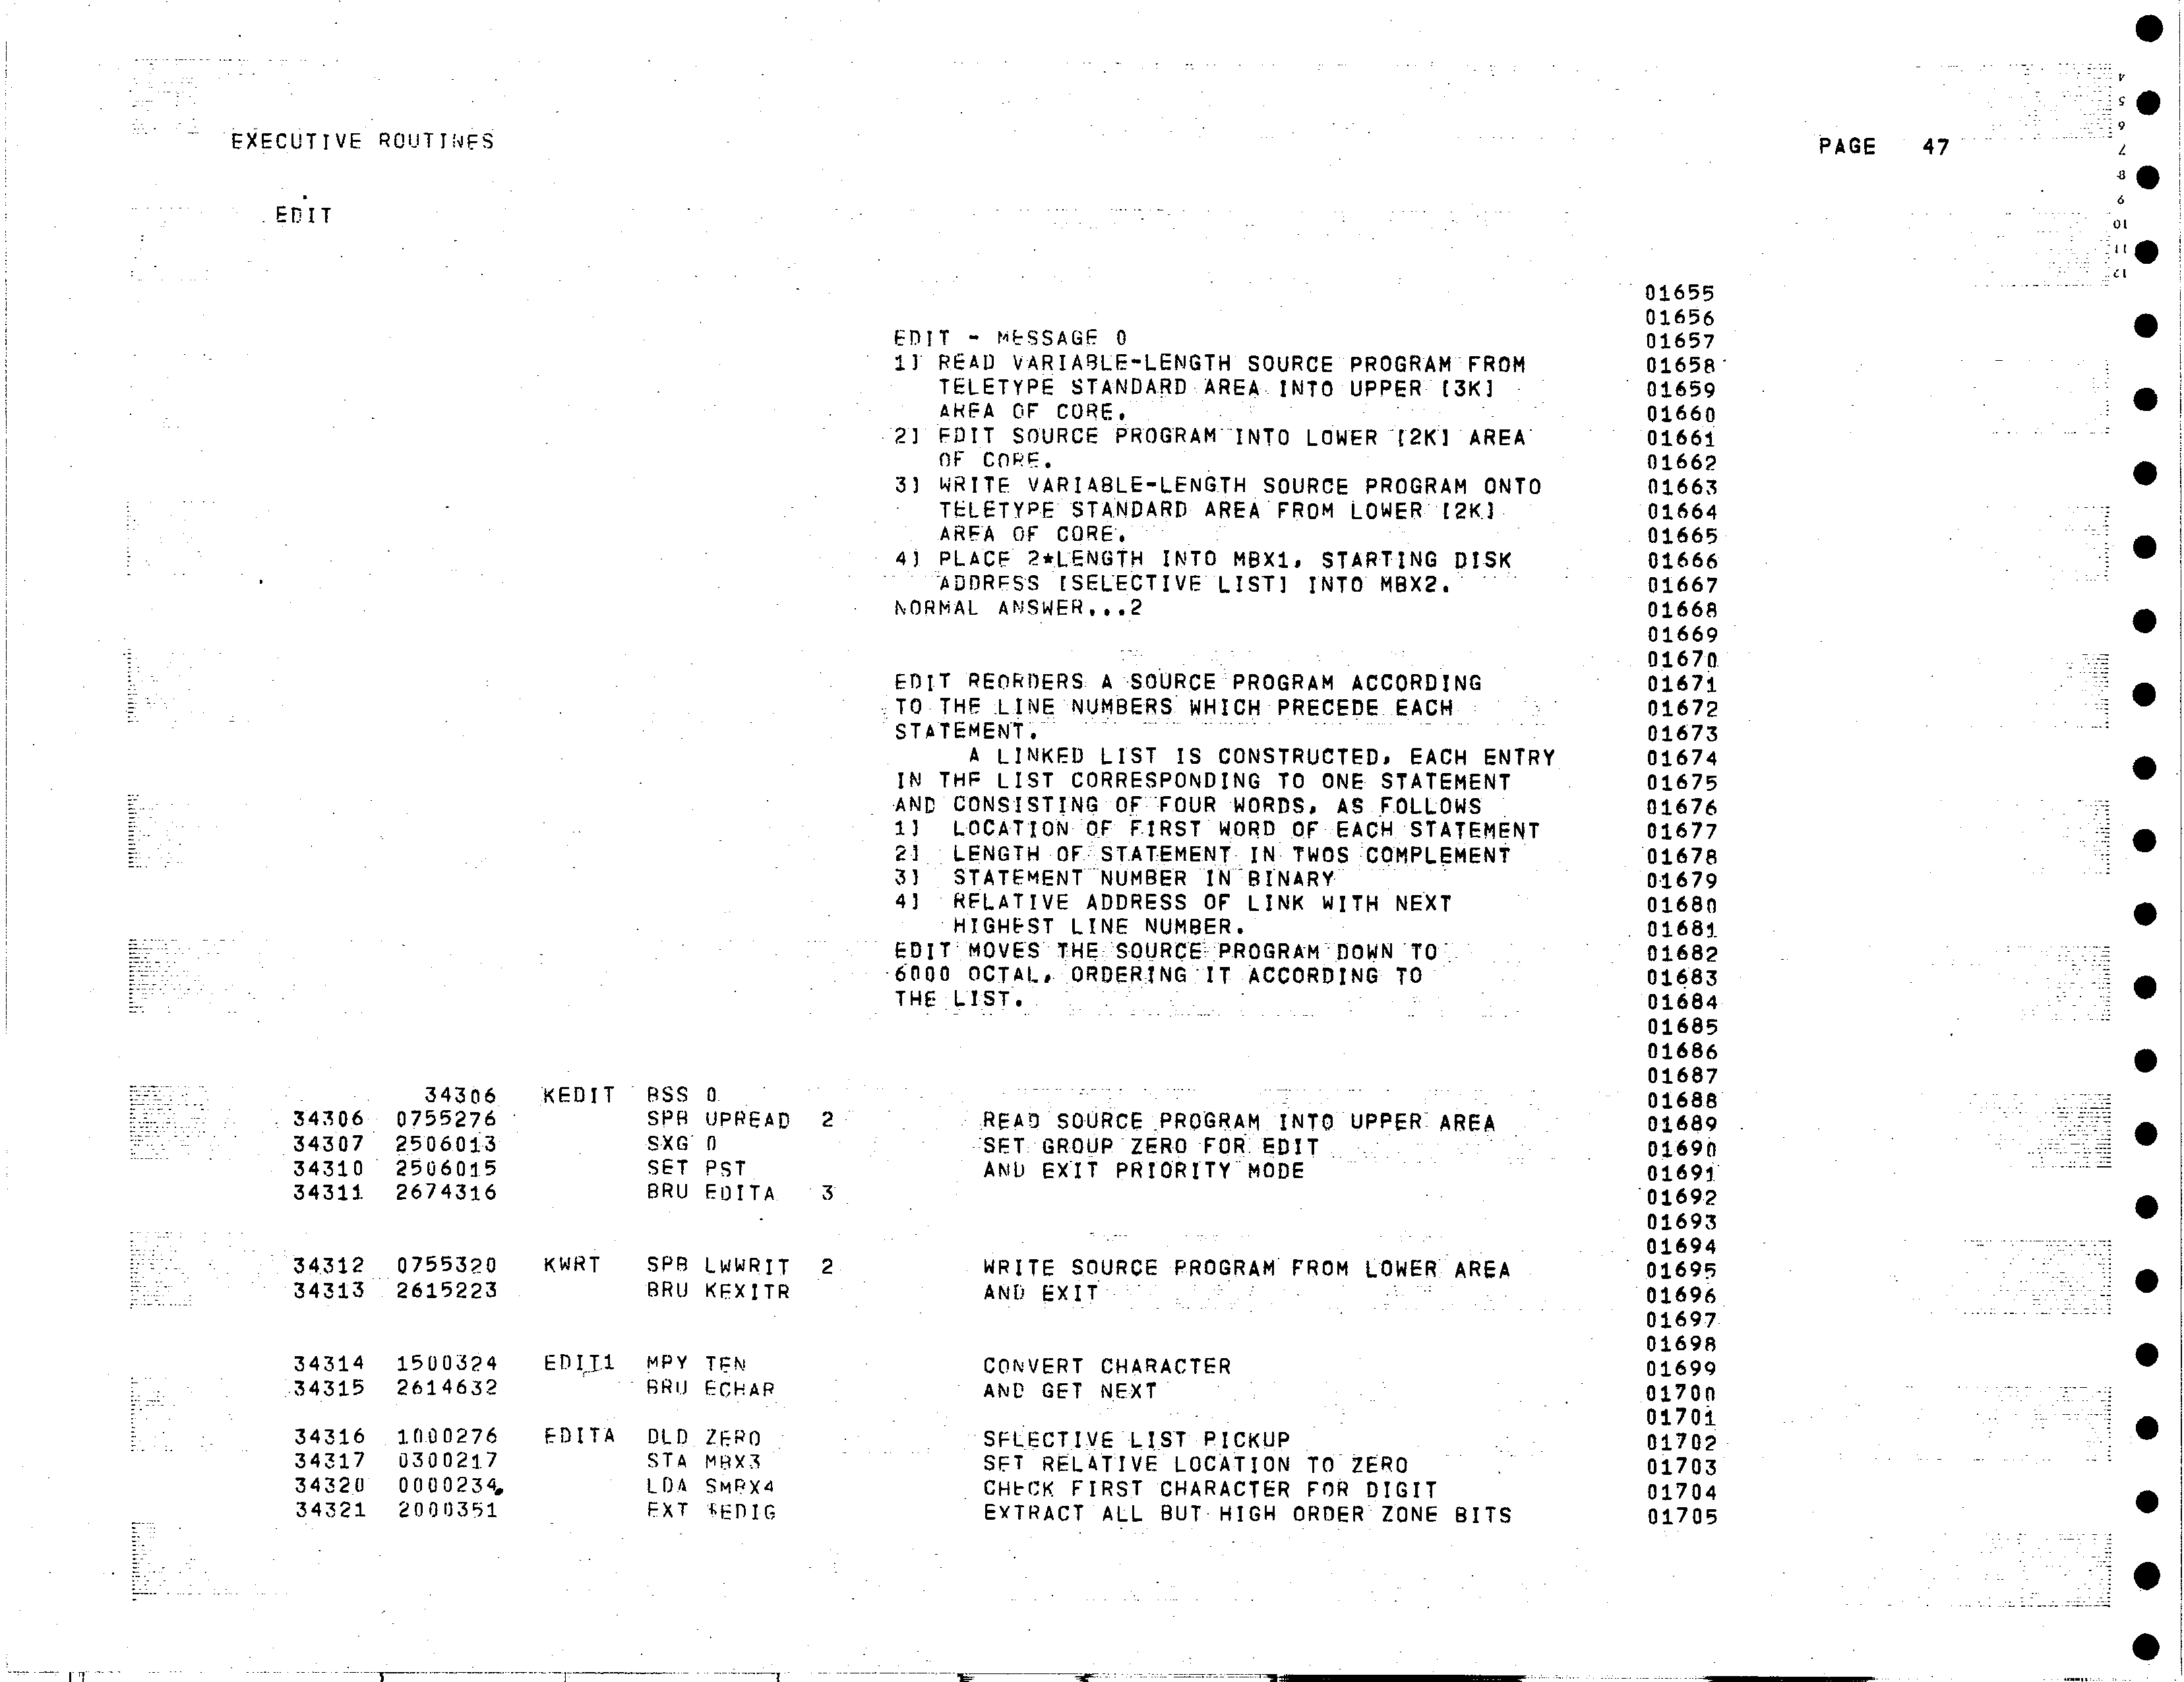 EXECUTIVE ROUTINES PAGE 47
EDIT
01655
01656
EDIT - MESSAGE 0 01657
1] READ VARIABLE-LENGTH SOURCE PROGRAM FROM 01658
TELETYPE STANDARD AREA INTO UPPER [3K] 01659
AREA OF CORE. 01660
2] EDIT SOURCE PROGRAM INTO LOWER [2K] AREA 01661
OF CORE. 01662
3] WRITE VARIABLE-LENGTH SOURCE PROGRAM ONTO 01663
TELETYPE STANDARD AREA FROM LOWER [2K] 01664
AREA OF CORE. 01665
4] PLACE 2*LENGTH INTO MBX1, STARTING DISK 01666
ADDRESS [SELECTIVE LIST] INTO MBX2. 01667
NORMAL ANSWER...2 01668
01669
01670
EDIT REORDERS A SOURCE PROGRAM ACCORDING 01671
TO THE LINE NUMBERS WHICH PRECEDE EACH 01672
STATEMENT. 01673
A LINKED LIST IS CONSTRUCTED, EACH ENTRY 01674
IN THE LIST CORRESPONDING TO ONE STATEMENT 01675
AND CONSISTING OF FOUR WORDS, AS FOLLOWS 01676
1] LOCATION OF FIRST WORD OF EACH STATEMENT 01677
2] LENGTH OF STATEMENT IN TWOS COMPLEMENT 01678
3] STATEMENT NUMBER IN BINARY 01679
4] RELATIVE ADDRESS OF LINK WITH NEXT 01680
HIGHEST LINE NUMBER. 01681
EDIT MOVES THE SOURCE PROGRAM DOWN TO 01682
6000 OCTAL, ORDERING IT ACCORDING TO 01683
THE LIST. 01684
01685
01686
01687
34306 KEDIT BSS 0 01688
34306 0755276 SPB UPREAD 2 READ SOURCE PROGRAM INTO UPPER AREA 01689
34307 2506013 SXG 0 SET GROUP ZERO FOR EDIT 01690
34310 2506015 SET PST AND EXIT PRIORITY MODE 01691
34311 2674316 BRU EDITA 3 01692
01693
01694
34312 0755320 KWRT SPB LWWRIT 2 WRITE SOURCE PROGRAM FROM LOWER AREA 01695
34313 2615223 BRU KEXITR AND EXIT 01696
01697
01698
34314 1500324 EDIT1 MPY TEN CONVERT CHARACTER 01699
34315 2614632 BRU ECHAR AND GET NEXT 01700
01701
34316 1000276 EDITA DLD ZERO SELECTIVE LIST PICKUP 01702
34317 0300217 STA MBX3 SET RELATIVE LOCATION TO ZERO 01703
34320 0000234 LDA SMBX4 CHECK FIRST CHARACTER FOR DIGIT 01704
34321 2000351 EXT $EDIG EXTRACT ALL BUT HIGH ORDER ZONE BITS 01705